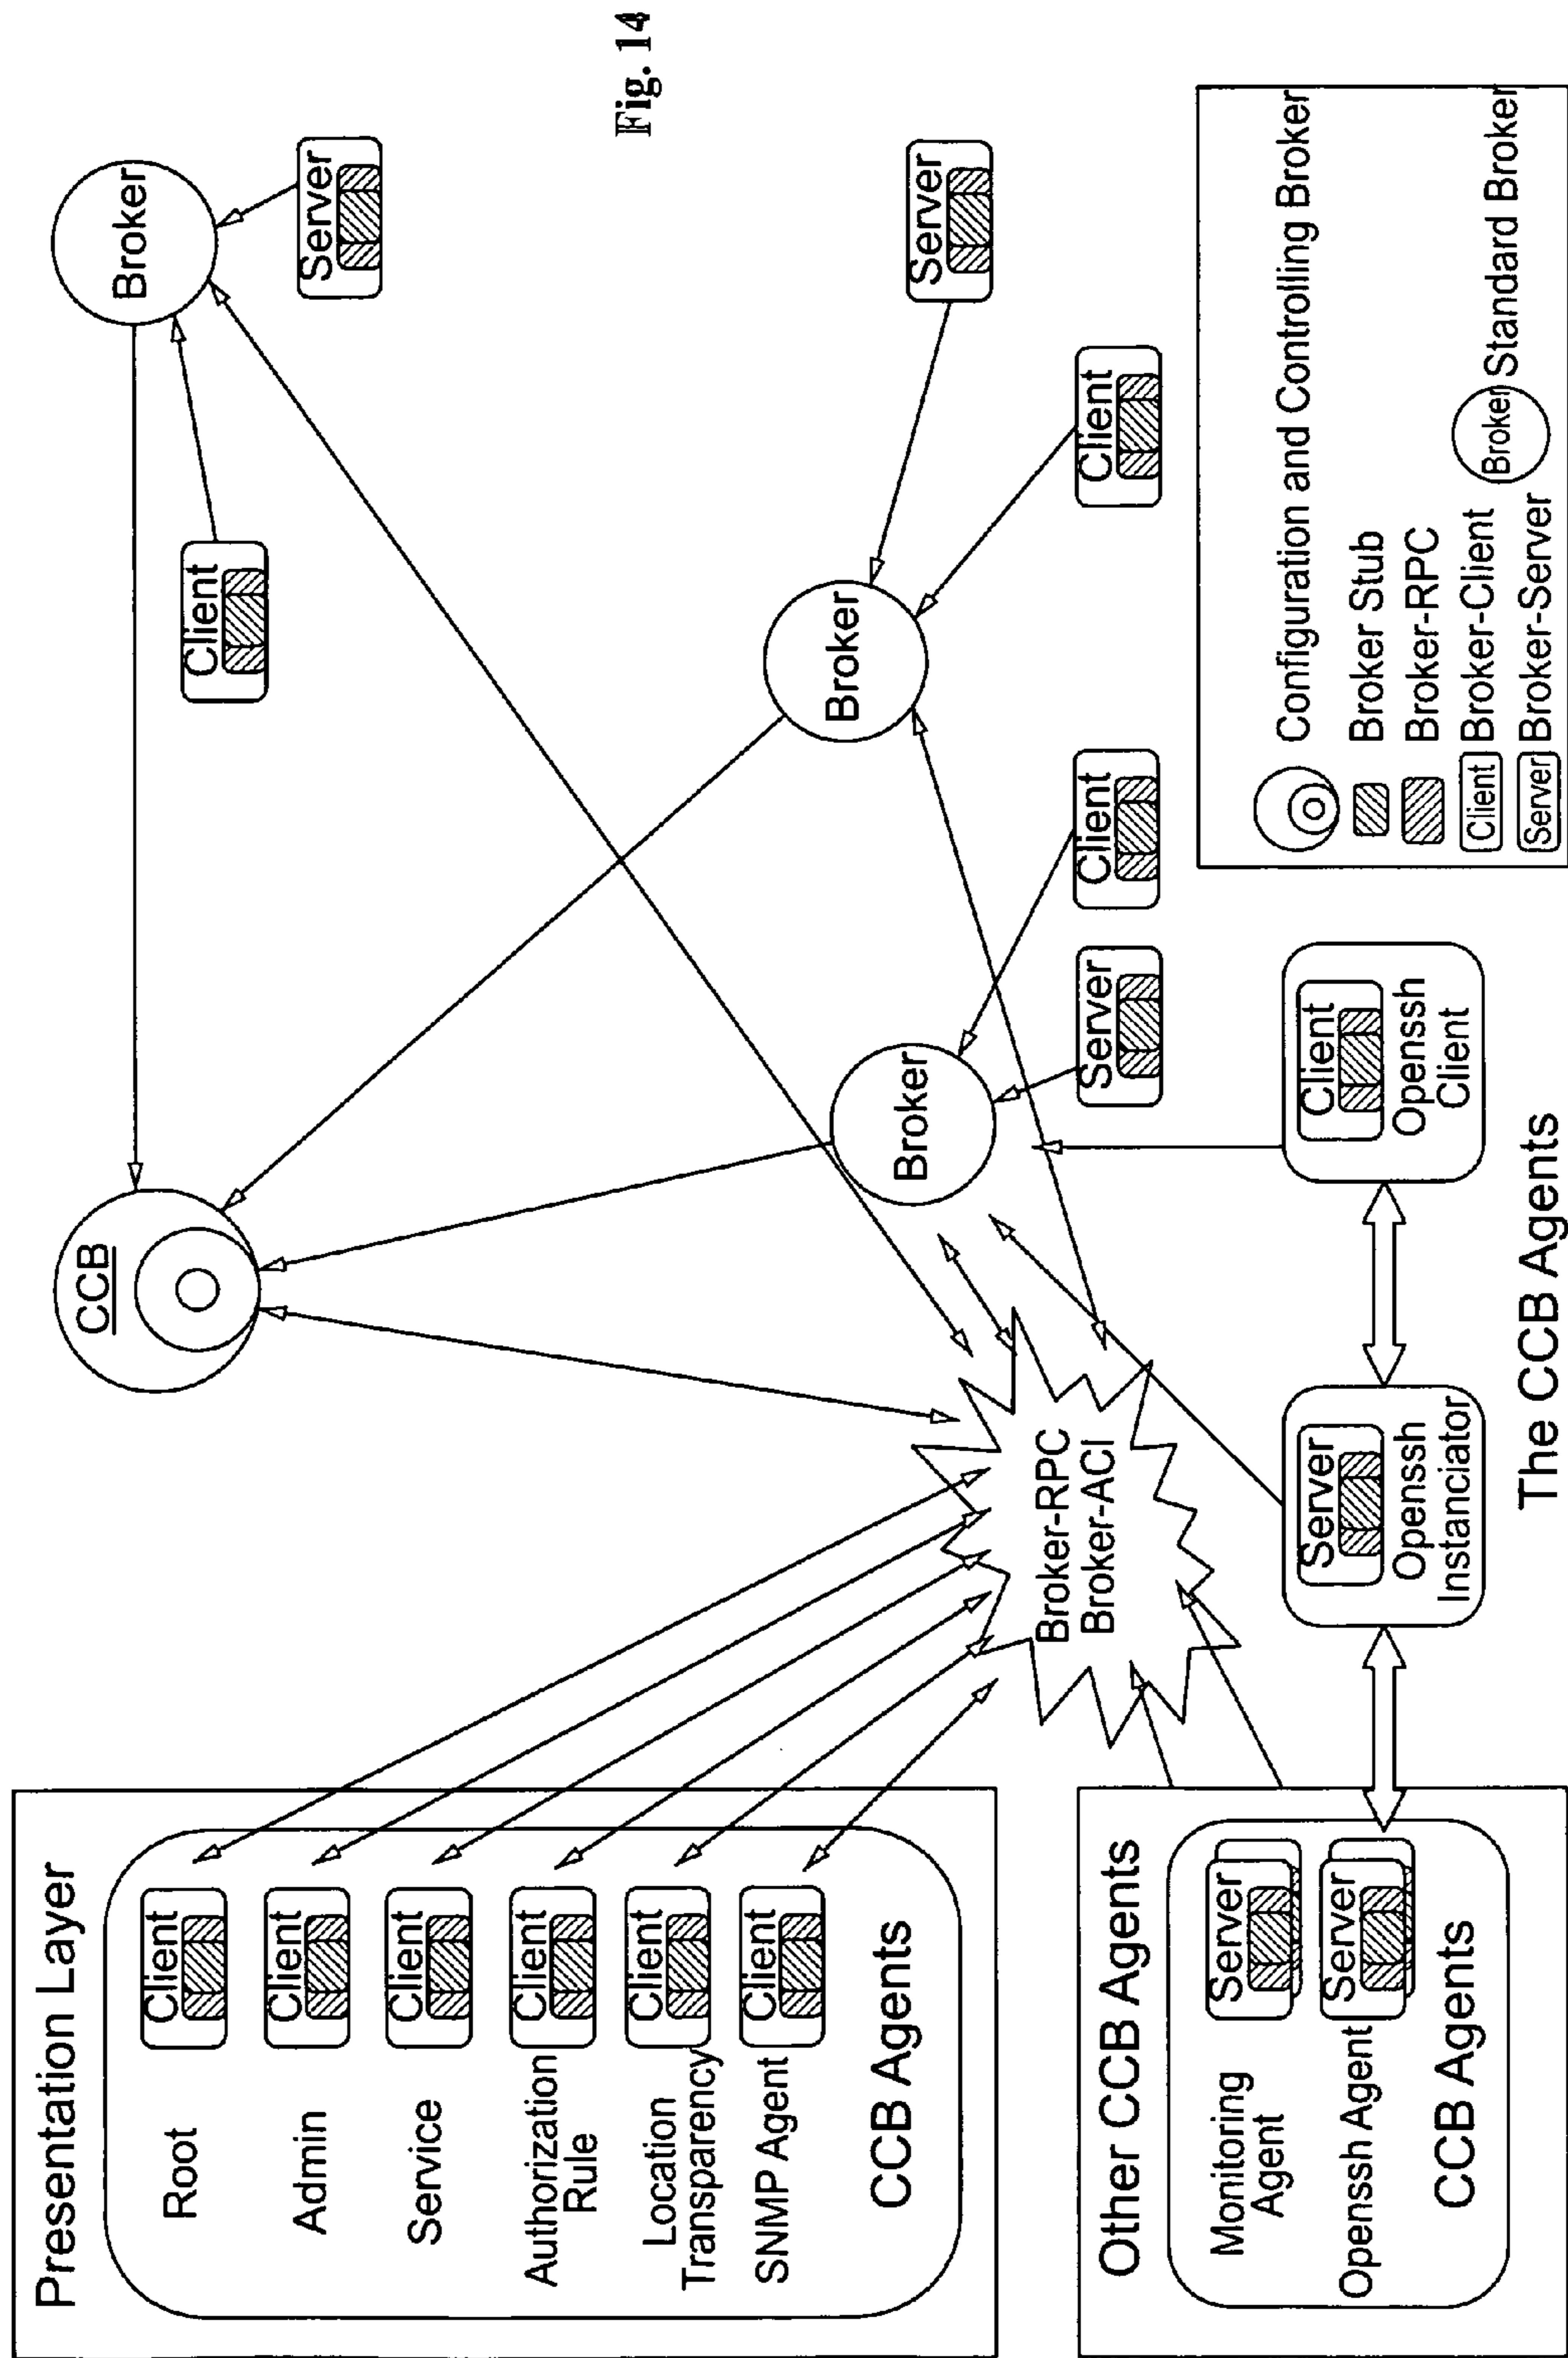 Presentation Layer
Root
Client
Admin
Client
Service
Client
Authorization
Rule
Client
Location
Transparency
Client
SNMP Agent
Client
CCB Agents
Other CCB Agents
Monitoring
Agent
Server
Openssh Agent
Server
CCB Agents
CCB
Broker-RPC
Broker-ACI
Server
Openssh
Instanciator
Client
Openssh
Client
The CCB Agents
Broker
Server
Client
Broker
Client
Server
Client
Broker
Server
Configuration and Controlling Broker
Broker Stub
Broker-RPC
Client Broker-Client
Broker Standard Broker
Server Broker-Server
Fig. 14